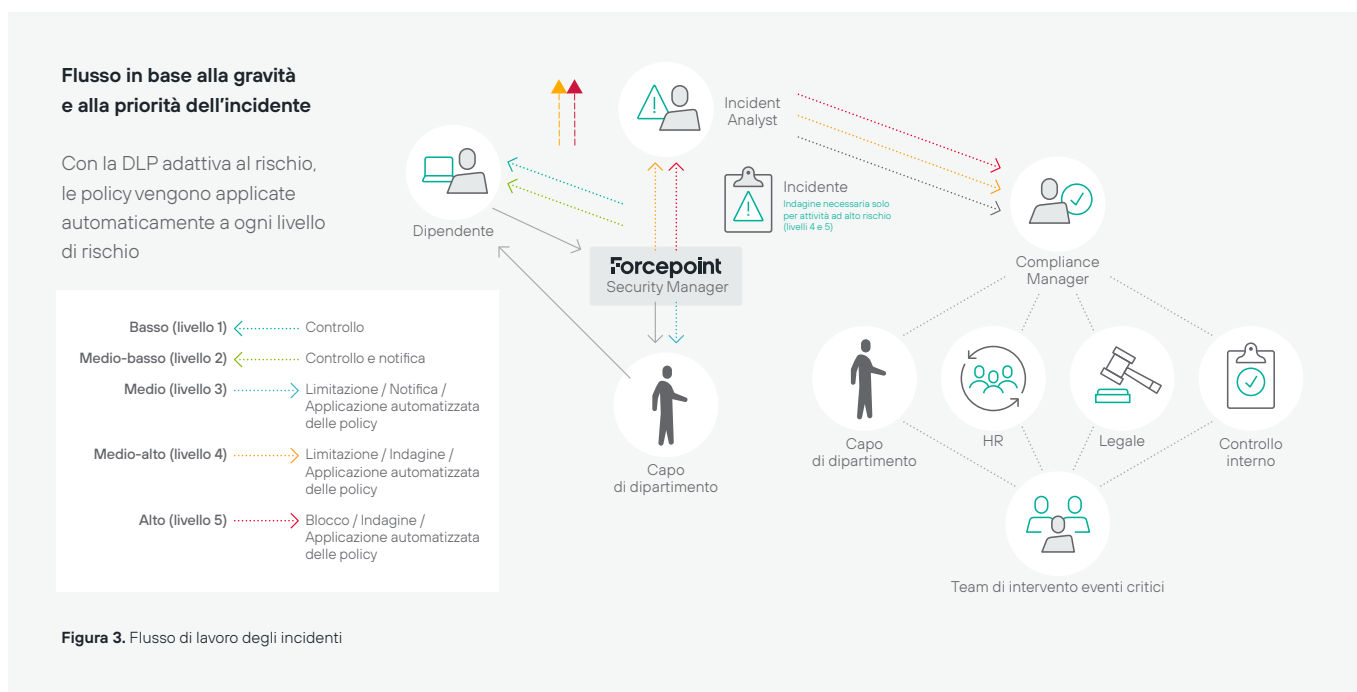 Flusso in base alla gravità
e alla priorità dell'incidente
Con la DLP adattiva al rischio,
le policy vengono applicate
automaticamente a ogni livello
di rischio
Basso (livello 1)
Controllo
Medio-basso (livello 2)
Controllo e notifica
Medio (livello 3)
Limitazione / Notifica /
Applicazione automatizzata
delle policy
Medio-alto (livello 4)
Limitazione / Indagine /
Applicazione automatizzata
delle policy
Alto (livello 5)
Blocco / Indagine /
Applicazione automatizzata
delle policy
Dipendente
Incident
Analyst
Incidente
Indagine necessaria solo
per attività ad alto rischio
(livelli 4 e 5)
Forcepoint
Security Manager
Capo
di dipartimento
Compliance
Manager
Capo
di dipartimento
HR
Legale
Controllo
interno
Team di intervento eventi critici
Figura 3. Flusso di lavoro degli incidenti